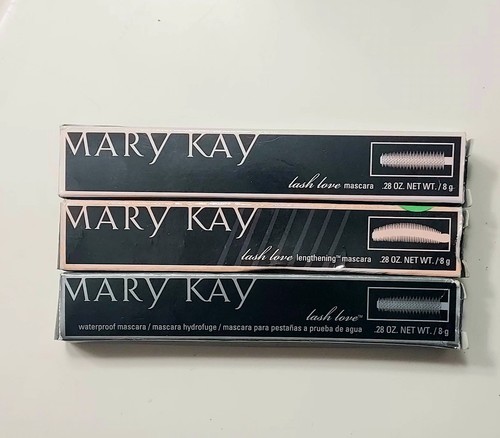 MARY KAY
lash love mascara .28 OZ. NET WT. / 8 g
MARY KAY
lash love lengthening™ mascara .28 OZ. NET WT. / 8 g
MARY KAY
lash love™
waterproof mascara / mascara hydrofuge / mascara para pestañas a prueba de agua .28 OZ. NET WT. / 8 g